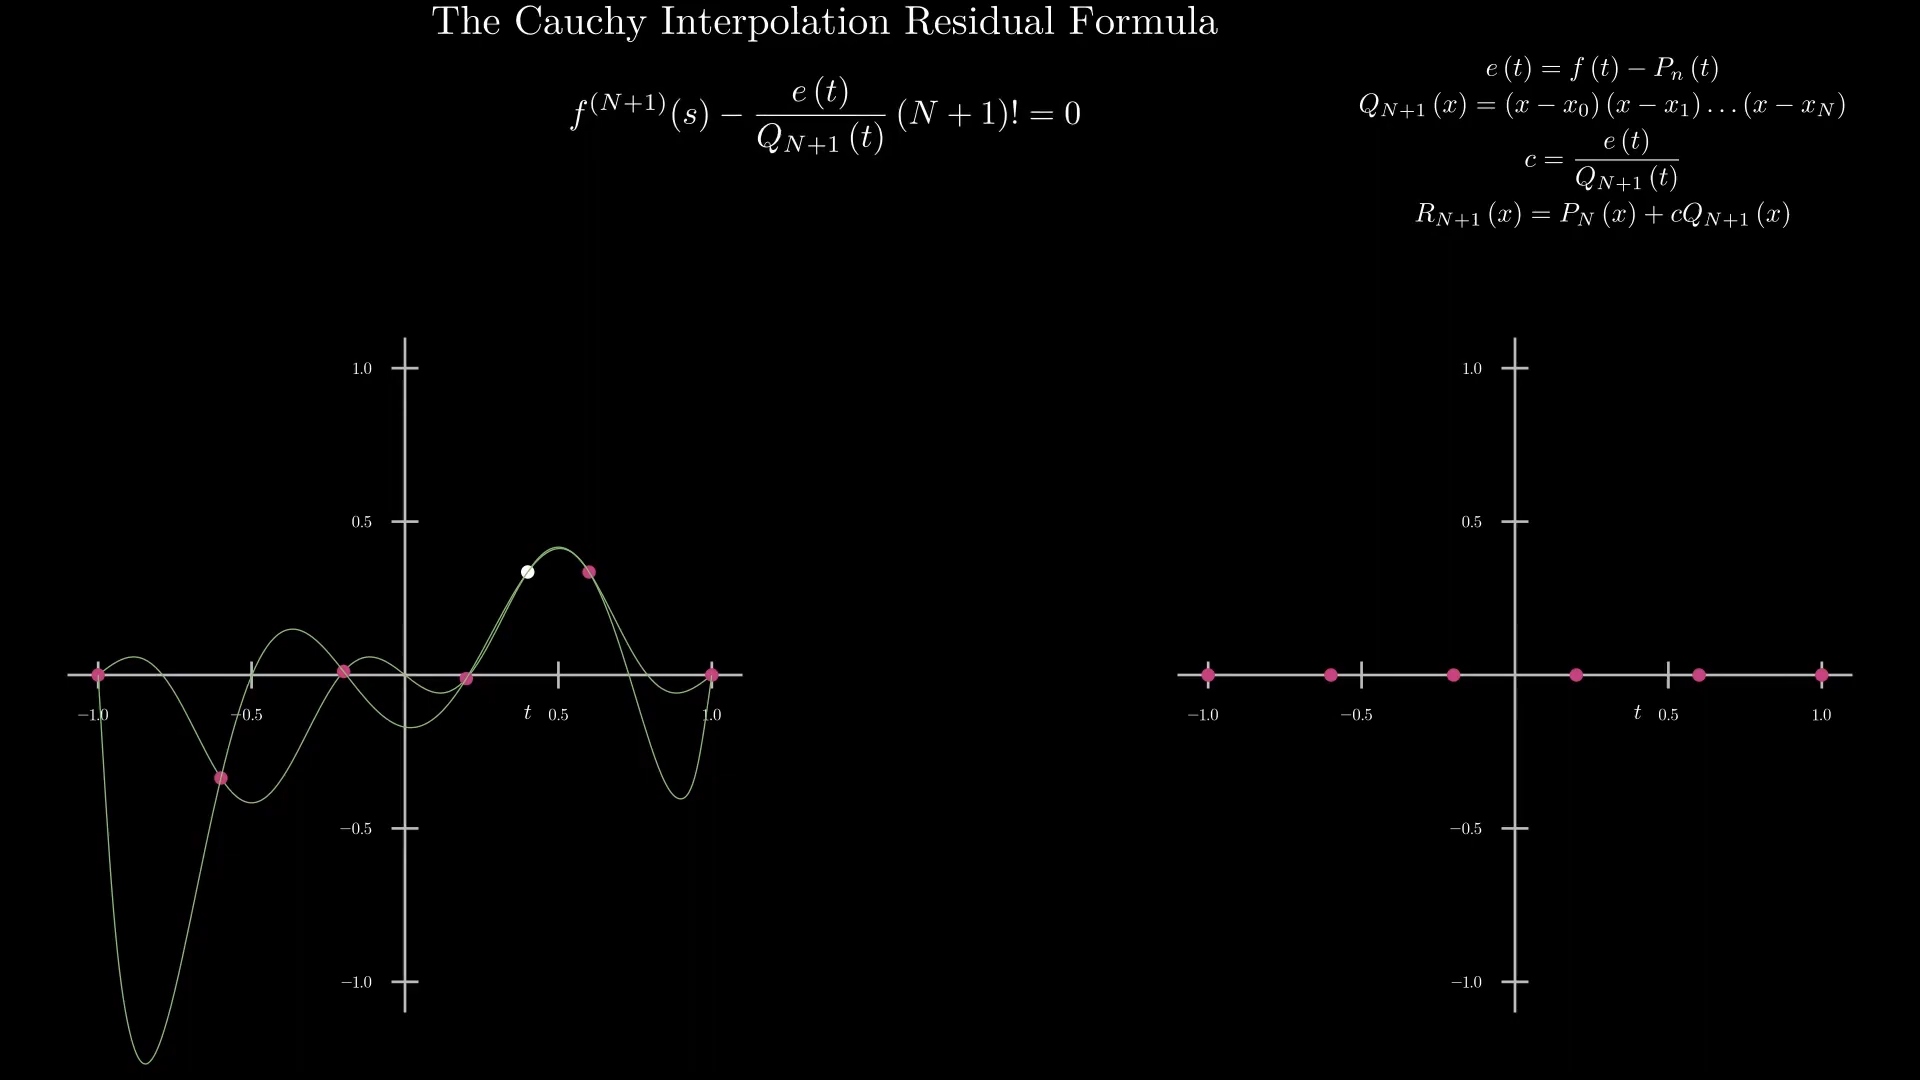 The Cauchy Interpolation Residual Formula
f^{(N+1)}(s) − \frac{e(t)}{Q_{N+1}(t)} (N + 1)! = 0
e(t) = f(t) − P_n(t)
Q_{N+1}(x) = (x − x_0)(x − x_1) … (x − x_N)
c = \frac{e(t)}{Q_{N+1}(t)}
R_{N+1}(x) = P_N(x) + cQ_{N+1}(x)
1.0
0.5
−1.0 −0.5 t 0.5 1.0
−0.5
−1.0
1.0
0.5
−1.0 −0.5 t 0.5 1.0
−0.5
−1.0